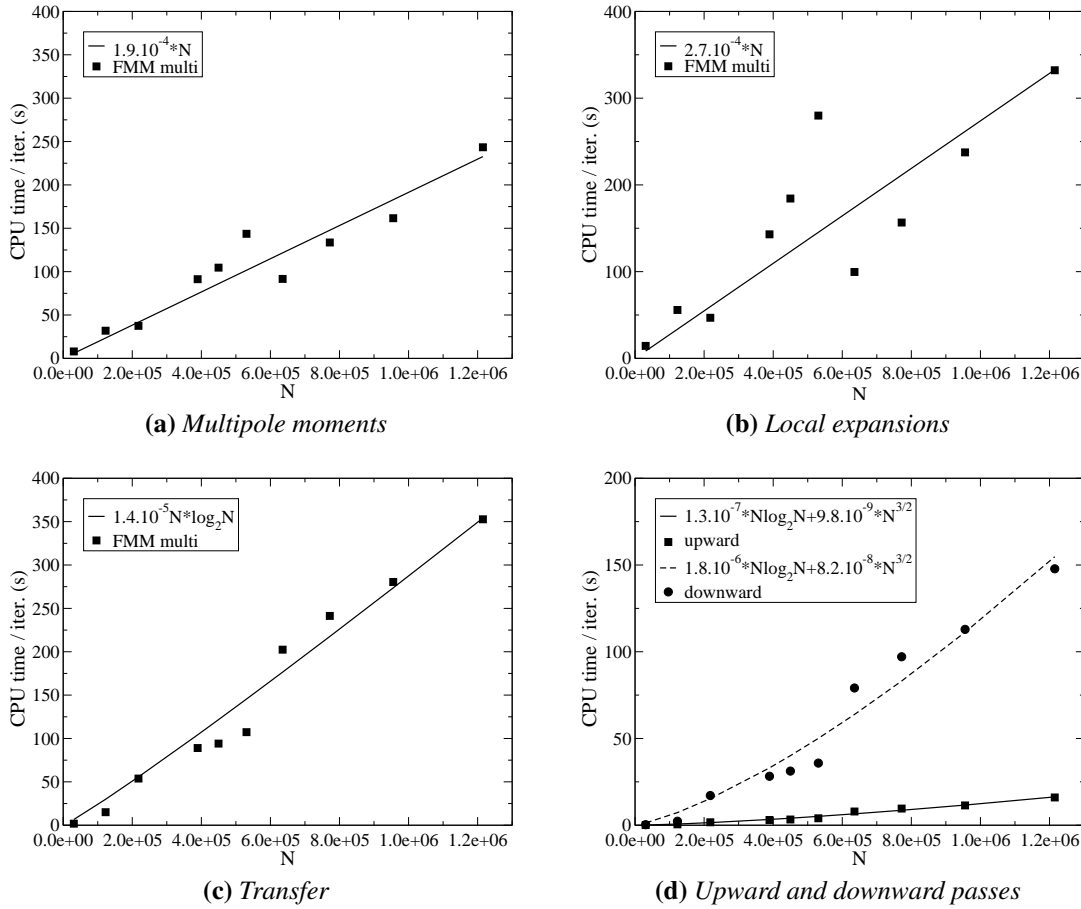 400
350
300
250
200
150
100
50
0
CPU time / iter. (s)
1.9.10^-4*N
FMM multi
0.0e+00 2.0e+05 4.0e+05 6.0e+05 8.0e+05 1.0e+06 1.2e+06
N
(a) Multipole moments
400
300
200
100
0
CPU time / iter. (s)
2.7.10^-4*N
FMM multi
0.0e+00 2.0e+05 4.0e+05 6.0e+05 8.0e+05 1.0e+06 1.2e+06
N
(b) Local expansions
400
350
300
250
200
150
100
50
0
CPU time / iter. (s)
1.4.10^-5N*log_2N
FMM multi
0.0e+00 2.0e+05 4.0e+05 6.0e+05 8.0e+05 1.0e+06 1.2e+06
N
(c) Transfer
200
150
100
50
0
CPU time / iter. (s)
1.3.10^-7*Nlog_2N+9.8.10^-9*N^3/2
upward
1.8.10^-6*Nlog_2N+8.2.10^-8*N^3/2
downward
0.0e+00 2.0e+05 4.0e+05 6.0e+05 8.0e+05 1.0e+06 1.2e+06
N
(d) Upward and downward passes